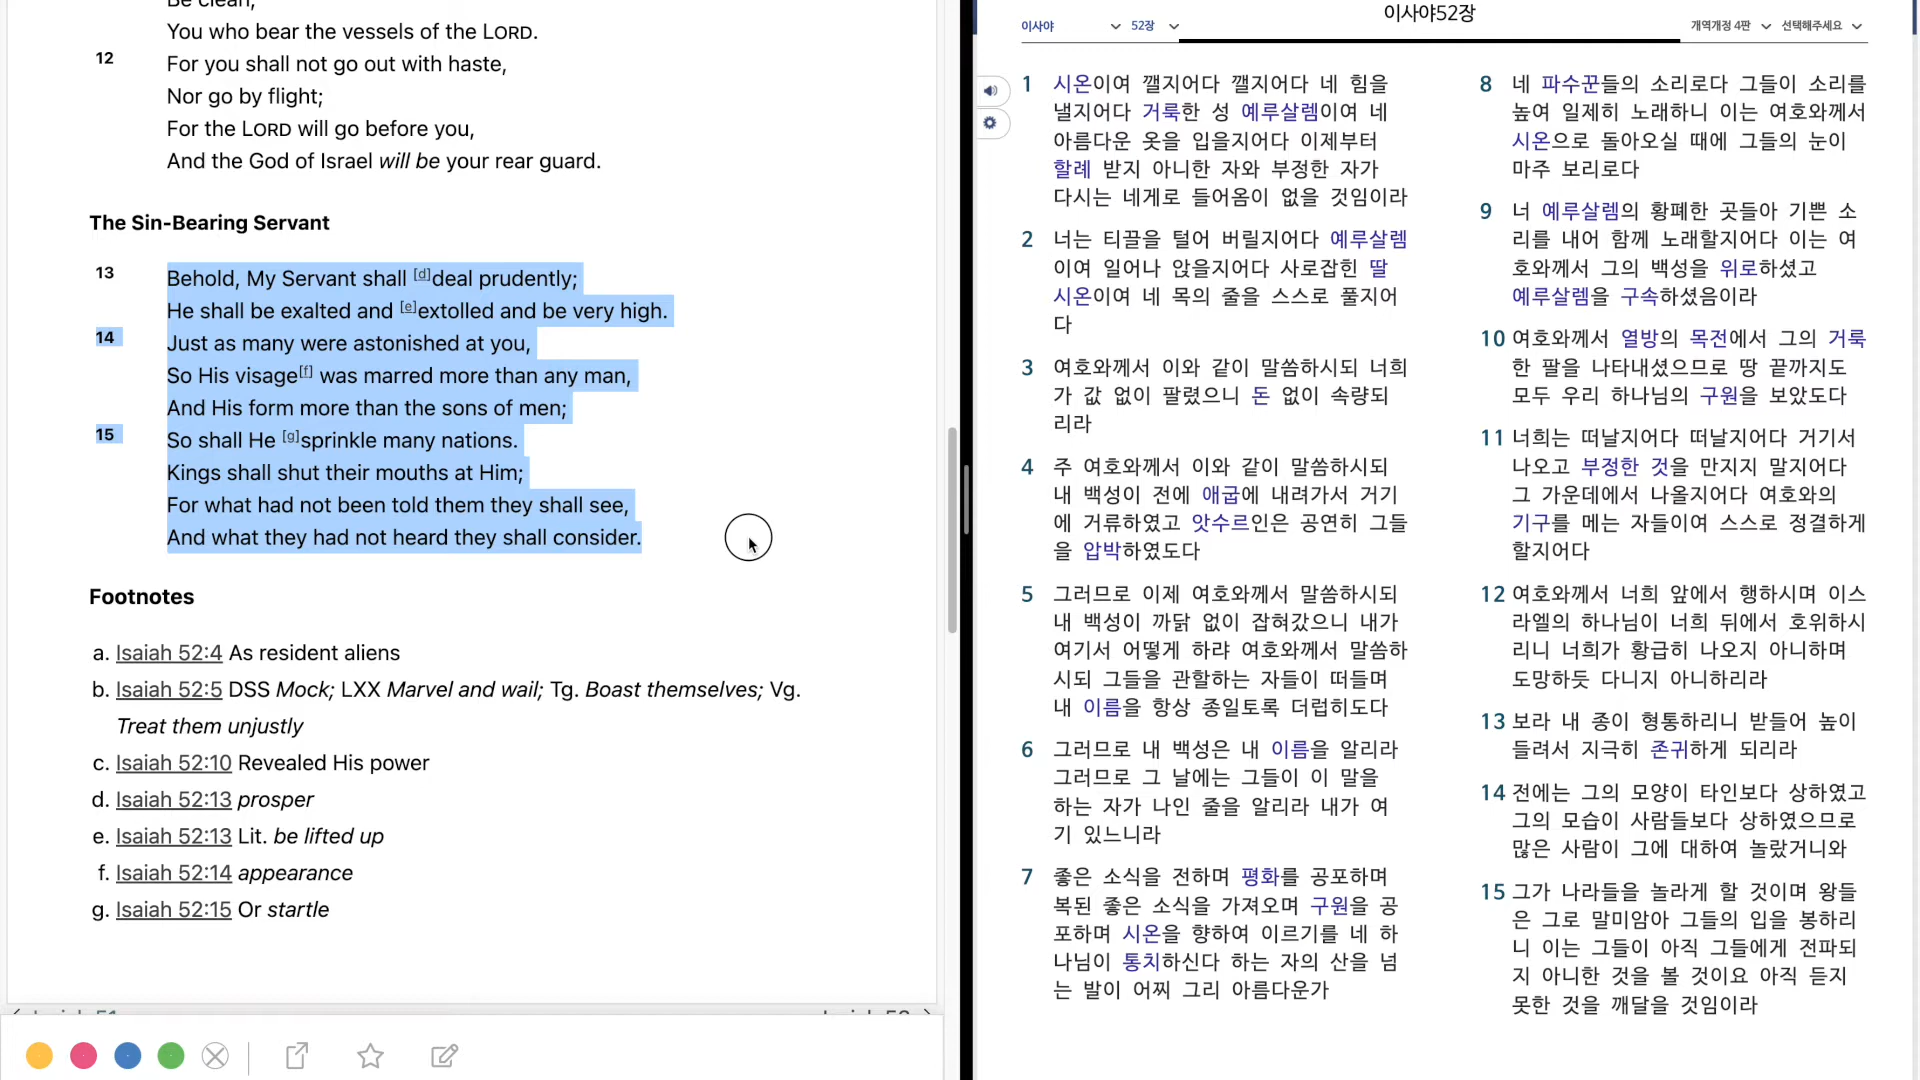 Be clean,
You who bear the vessels of the LORD.
12 For you shall not go out with haste,
Nor go by flight;
For the LORD will go before you,
And the God of Israel will be your rear guard.
The Sin-Bearing Servant
13 Behold, My Servant shall [d]deal prudently;
He shall be exalted and [e]extolled and be very high.
14 Just as many were astonished at you,
So His visage[f] was marred more than any man,
And His form more than the sons of men;
15 So shall He [g]sprinkle many nations.
Kings shall shut their mouths at Him;
For what had not been told them they shall see,
And what they had not heard they shall consider.
Footnotes
a. Isaiah 52:4 As resident aliens
b. Isaiah 52:5 DSS Mock; LXX Marvel and wail; Tg. Boast themselves; Vg.
Treat them unjustly
c. Isaiah 52:10 Revealed His power
d. Isaiah 52:13 prosper
e. Isaiah 52:13 Lit. be lifted up
f. Isaiah 52:14 appearance
g. Isaiah 52:15 Or startle
이사야52장
이사야 52장 개역개정 4판 선택해주세요
1 시온이여 깰지어다 깰지어다 네 힘을
낼지어다 거룩한 성 예루살렘이여 네
아름다운 옷을 입을지어다 이제부터
할례 받지 아니한 자와 부정한 자가
다시는 네게로 들어옴이 없을 것임이라
2 너는 티끌을 털어 버릴지어다 예루살렘
이여 일어나 앉을지어다 사로잡힌 딸
시온이여 네 목의 줄을 스스로 풀지어
다
3 여호와께서 이와 같이 말씀하시되 너희
가 값 없이 팔렸으니 돈 없이 속량되
리라
4 주 여호와께서 이와 같이 말씀하시되
내 백성이 전에 애굽에 내려가서 거기
에 거류하였고 앗수르인은 공연히 그들
을 압박하였도다
5 그러므로 이제 여호와께서 말씀하시되
내 백성이 까닭 없이 잡혀갔으니 내가
여기서 어떻게 하랴 여호와께서 말씀하
시되 그들을 관할하는 자들이 떠들며
내 이름을 항상 종일토록 더럽히도다
6 그러므로 내 백성은 내 이름을 알리라
그러므로 그 날에는 그들이 이 말을
하는 자가 나인 줄을 알리라 내가 여
기 있느니라
7 좋은 소식을 전하며 평화를 공포하며
복된 좋은 소식을 가져오며 구원을 공
포하며 시온을 향하여 이르기를 네 하
나님이 통치하신다 하는 자의 산을 넘
는 발이 어찌 그리 아름다운가
8 네 파수꾼들의 소리로다 그들이 소리를
높여 일제히 노래하니 이는 여호와께서
시온으로 돌아오실 때에 그들의 눈이
마주 보리로다
9 너 예루살렘의 황폐한 곳들아 기쁜 소
리를 내어 함께 노래할지어다 이는 여
호와께서 그의 백성을 위로하셨고
예루살렘을 구속하셨음이라
10 여호와께서 열방의 목전에서 그의 거룩
한 팔을 나타내셨으므로 땅 끝까지도
모두 우리 하나님의 구원을 보았도다
11 너희는 떠날지어다 떠날지어다 거기서
나오고 부정한 것을 만지지 말지어다
그 가운데에서 나올지어다 여호와의
기구를 메는 자들이여 스스로 정결하게
할지어다
12 여호와께서 너희 앞에서 행하시며 이스
라엘의 하나님이 너희 뒤에서 호위하시
리니 너희가 황급히 나오지 아니하며
도망하듯 다니지 아니하리라
13 보라 내 종이 형통하리니 받들어 높이
들려서 지극히 존귀하게 되리라
14 전에는 그의 모양이 타인보다 상하였고
그의 모습이 사람들보다 상하였으므로
많은 사람이 그에 대하여 놀랐거니와
15 그가 나라들을 놀라게 할 것이며 왕들
은 그로 말미암아 그들의 입을 봉하리
니 이는 그들이 아직 그들에게 전파되
지 아니한 것을 볼 것이요 아직 듣지
못한 것을 깨달을 것임이라